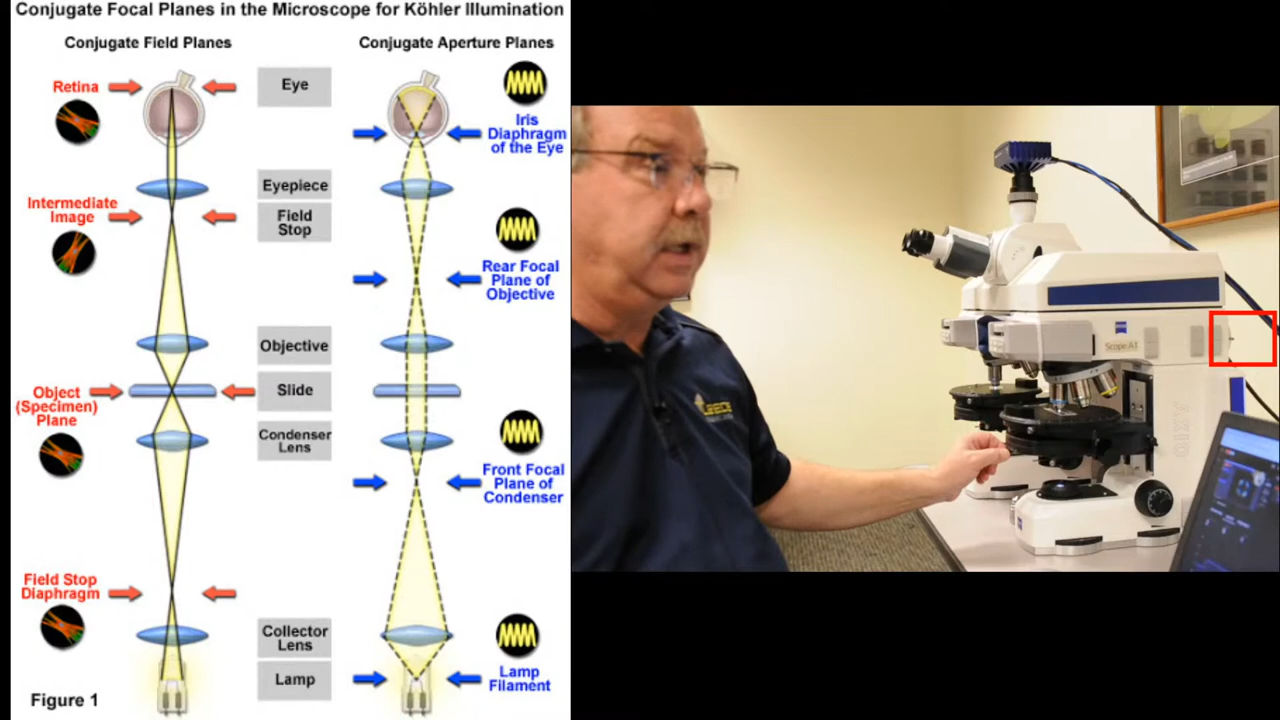 Conjugate Focal Planes in the Microscope for Köhler Illumination
Conjugate Field Planes
Conjugate Aperture Planes
Retina
Eye
Iris
Diaphragm
of the Eye
Eyepiece
Intermediate
Image
Field
Stop
Rear Focal
Plane of
Objective
Objective
Object
(Specimen)
Plane
Slide
Condenser
Lens
Front Focal
Plane of
Condenser
Field Stop
Diaphragm
Collector
Lens
Lamp
Lamp
Filament
Figure 1
ZEISS
Scope.A1